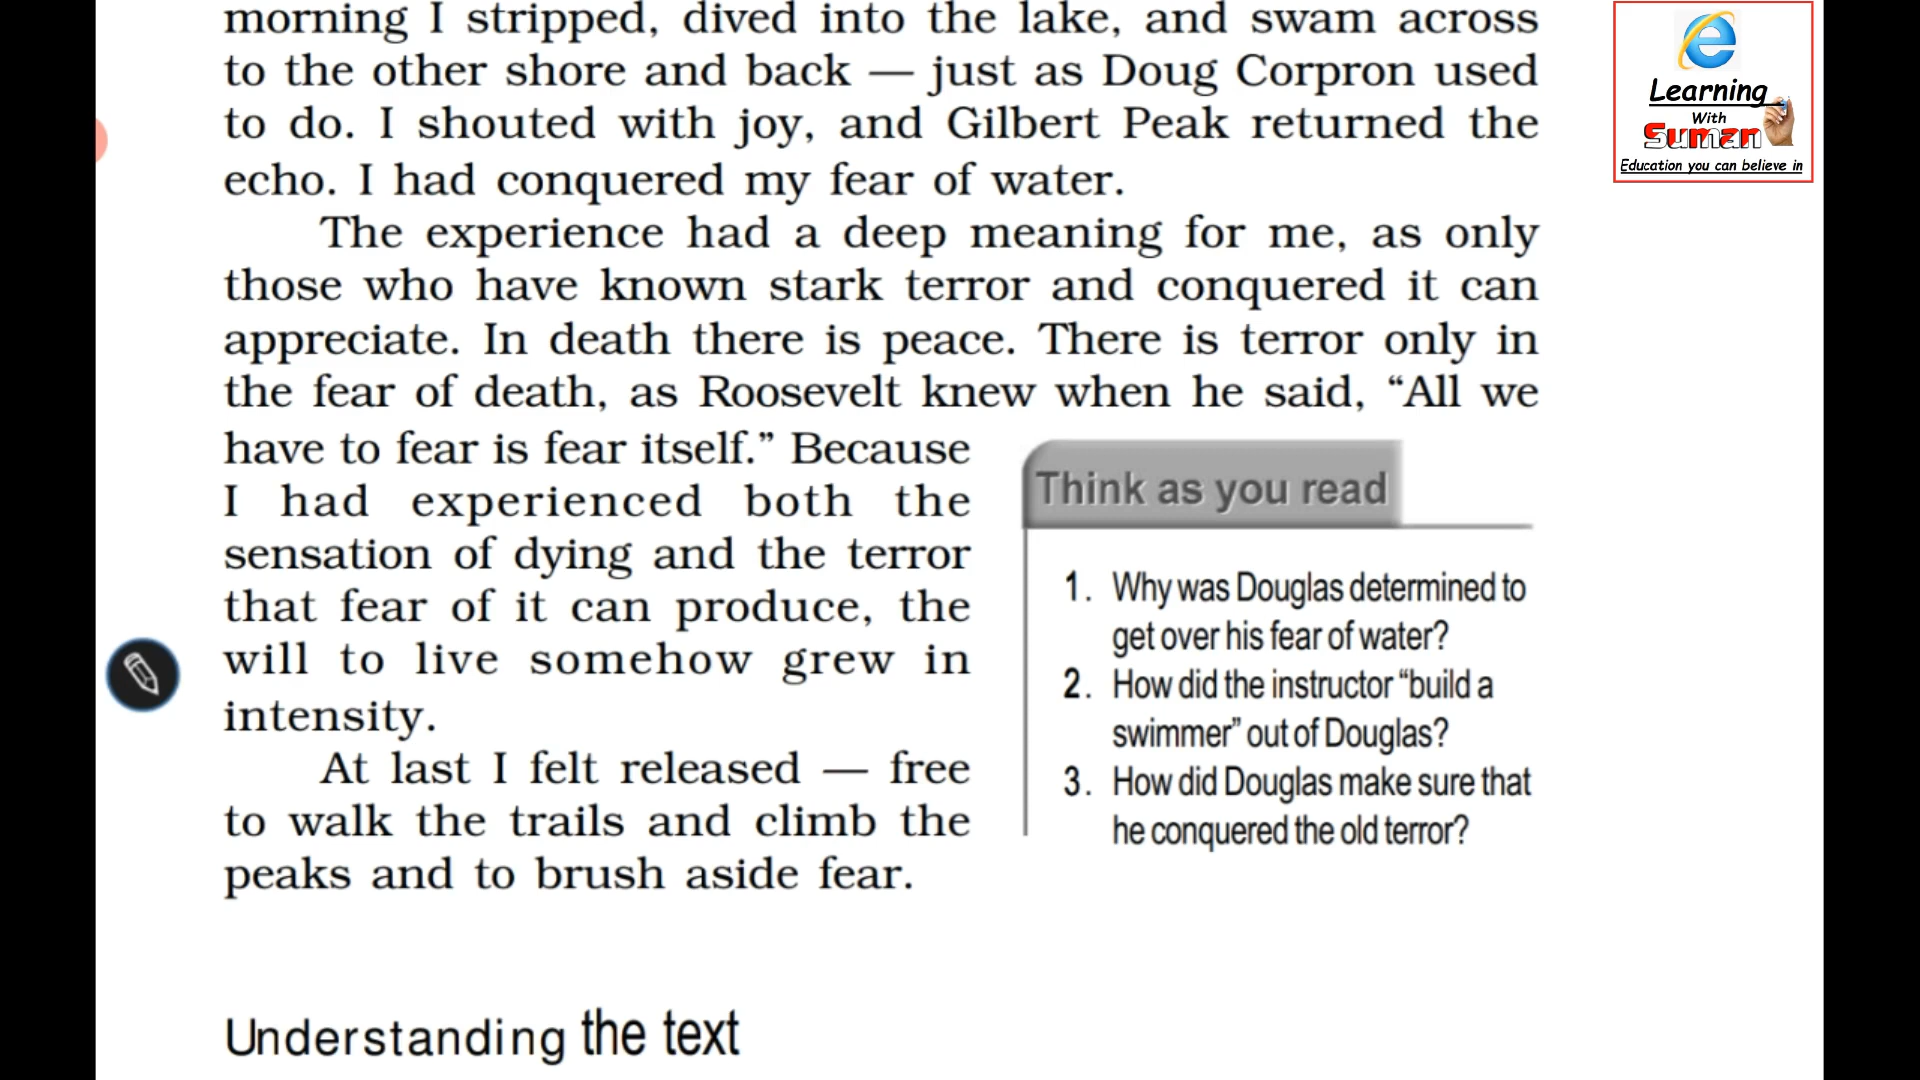 morning I stripped, dived into the lake, and swam across
to the other shore and back — just as Doug Corpron used
to do. I shouted with joy, and Gilbert Peak returned the
echo. I had conquered my fear of water.
The experience had a deep meaning for me, as only
those who have known stark terror and conquered it can
appreciate. In death there is peace. There is terror only in
the fear of death, as Roosevelt knew when he said, “All we
have to fear is fear itself.” Because
I had experienced both the
sensation of dying and the terror
that fear of it can produce, the
will to live somehow grew in
intensity.
At last I felt released — free
to walk the trails and climb the
peaks and to brush aside fear.
Think as you read
1. Why was Douglas determined to
get over his fear of water?
2. How did the instructor “build a
swimmer” out of Douglas?
3. How did Douglas make sure that
he conquered the old terror?
Understanding the text
Learning
With
Suman
Education you can believe in